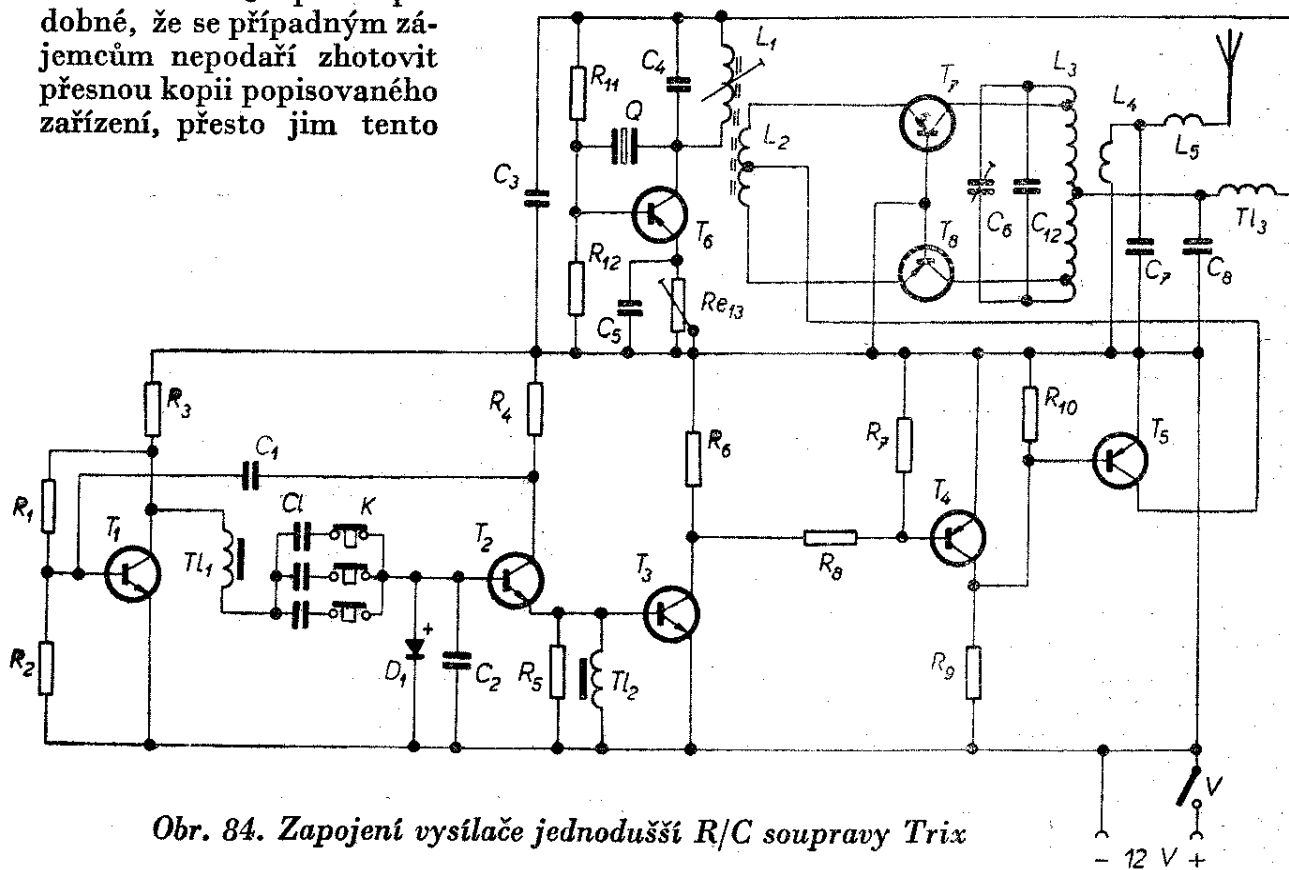 dobné, že se případným zá-
jemcům nepodaří zhotovit
přesnou kopii popisovaného
zařízení, přesto jim tento
L1
R11
C4
T7
L3
L4
Q
L2
L5
C3
T6
C6
C12
Tl3
R12
T8
C7
C8
C5
Re13
R3
R4
R10
C1
R6
R7
T5
R1
Cl
K
T4
T1
T2
Tl1
T3
R8
R2
D1
+
C2
R5
Tl2
R9
V
Obr. 84. Zapojení vysílače jednodušší R/C soupravy Trix
- 12 V +